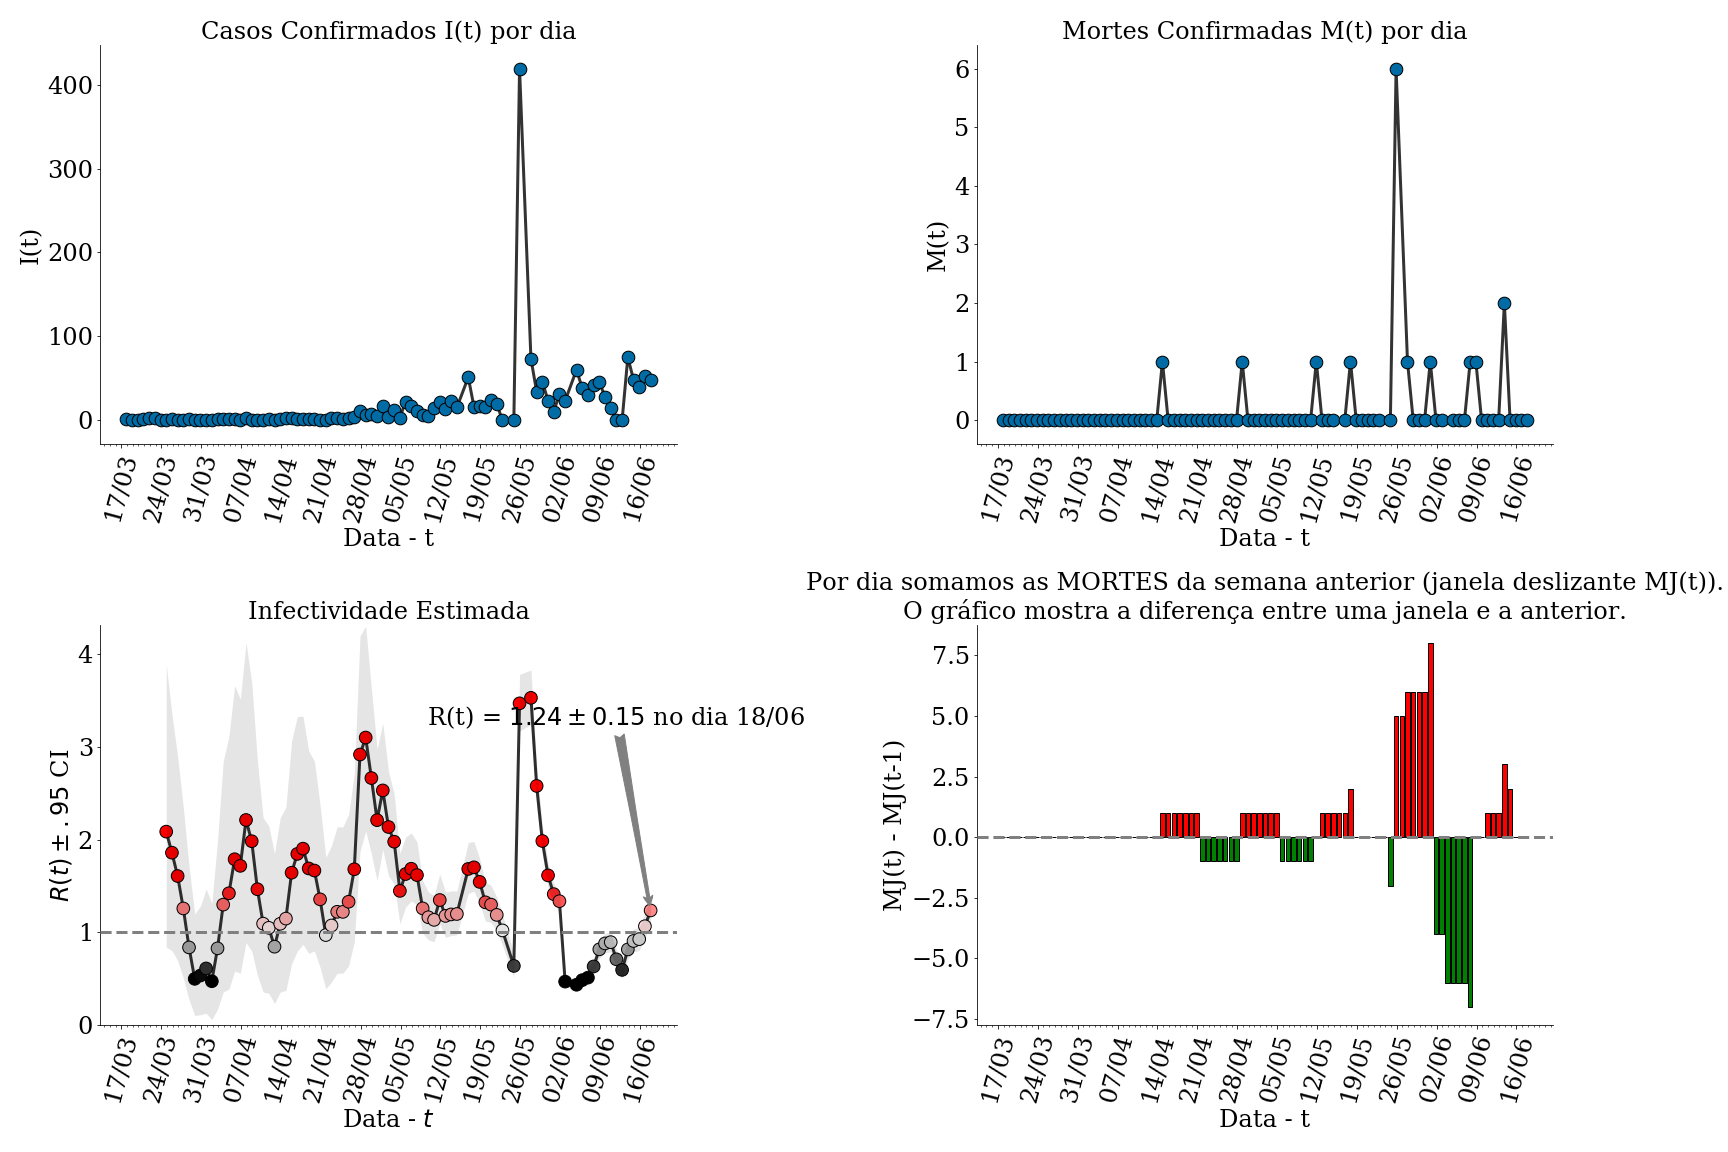 Casos Confirmados I(t) por dia
400
300
200
100
0
I(t)
17/03 24/03 31/03 07/04 14/04 21/04 28/04 05/05 12/05 19/05 26/05 02/06 09/06 16/06
Data - t
Mortes Confirmadas M(t) por dia
6
5
4
3
2
1
0
M(t)
17/03 24/03 31/03 07/04 14/04 21/04 28/04 05/05 12/05 19/05 26/05 02/06 09/06 16/06
Data - t
Infectividade Estimada
4
3
2
1
0
R(t) ± .95 CI
R(t) = 1.24 ± 0.15 no dia 18/06
17/03 24/03 31/03 07/04 14/04 21/04 28/04 05/05 12/05 19/05 26/05 02/06 09/06 16/06
Data - t
Por dia somamos as MORTES da semana anterior (janela deslizante MJ(t)).
O gráfico mostra a diferença entre uma janela e a anterior.
7.5
5.0
2.5
0.0
−2.5
−5.0
−7.5
MJ(t) - MJ(t-1)
17/03 24/03 31/03 07/04 14/04 21/04 28/04 05/05 12/05 19/05 26/05 02/06 09/06 16/06
Data - t